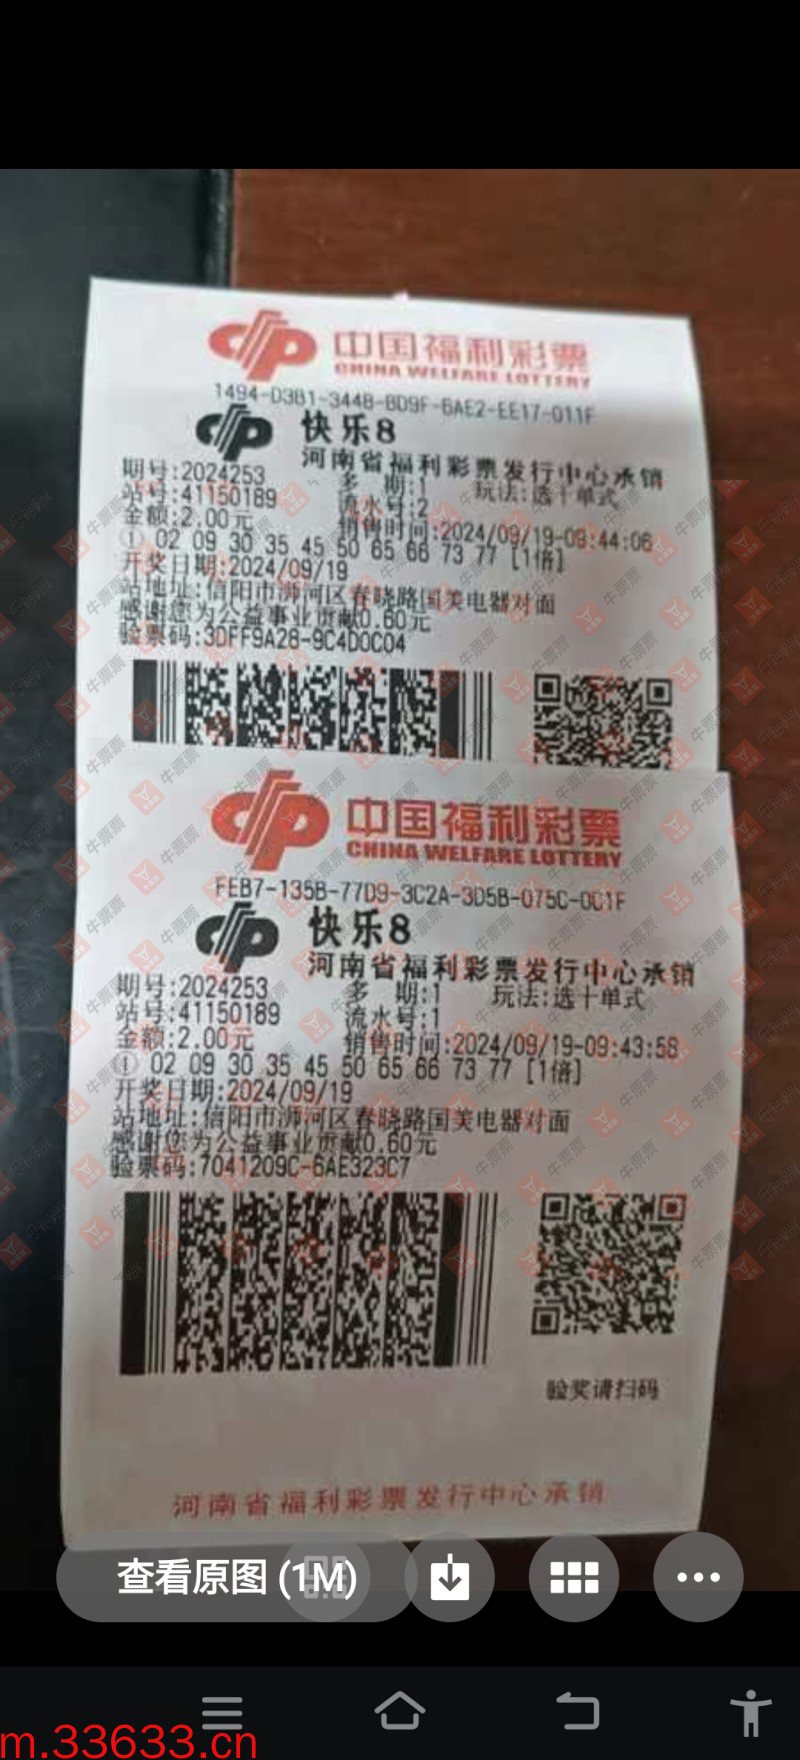 中国福利彩票
CHINA WELFARE LOTTERY
1494-D3B1-3448-BD9F-6AE2-EE17-011F
快乐8
河南省福利彩票发行中心承销
期号:2024253 多 期:1 玩法:选十单式
站号:41150189 流水号:2
金额:2.00元 销售时间:2024/09/19-09:44:06
① 02 09 30 35 45 50 65 66 73 77 [1倍]
开奖日期:2024/09/19
站地址:信阳市浉河区春晓路国美电器对面
感谢您为公益事业贡献0.60元
验票码:3DFF9A28-9C4D0C04
中国福利彩票
CHINA WELFARE LOTTERY
FEB7-135B-77D9-3C2A-3D5B-075C-0C1F
快乐8
河南省福利彩票发行中心承销
期号:2024253 多 期:1 玩法:选十单式
站号:41150189 流水号:1
金额:2.00元 销售时间:2024/09/19-09:43:58
① 02 09 30 35 45 50 65 66 73 77 [1倍]
开奖日期:2024/09/19
站地址:信阳市浉河区春晓路国美电器对面
感谢您为公益事业贡献0.60元
验票码:7041209C-6AE323C7
验奖请扫码
河南省福利彩票发行中心承销
查看原图 (1M)
m.33633.cn
牛票票